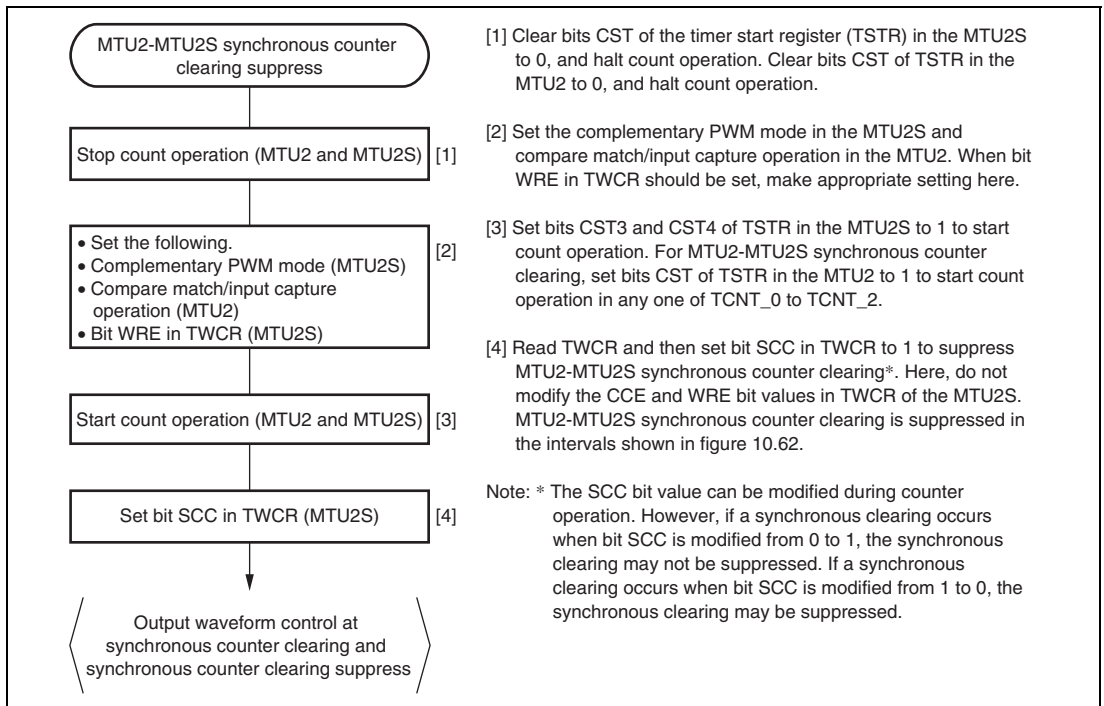 MTU2-MTU2S synchronous counter
clearing suppress
Stop count operation (MTU2 and MTU2S) [1]
• Set the following.
• Complementary PWM mode (MTU2S)
• Compare match/input capture
operation (MTU2)
• Bit WRE in TWCR (MTU2S)
[2]
Start count operation (MTU2 and MTU2S) [3]
Set bit SCC in TWCR (MTU2S) [4]
Output waveform control at
synchronous counter clearing and
synchronous counter clearing suppress
[1] Clear bits CST of the timer start register (TSTR) in the MTU2S
to 0, and halt count operation. Clear bits CST of TSTR in the
MTU2 to 0, and halt count operation.
[2] Set the complementary PWM mode in the MTU2S and
compare match/input capture operation in the MTU2. When bit
WRE in TWCR should be set, make appropriate setting here.
[3] Set bits CST3 and CST4 of TSTR in the MTU2S to 1 to start
count operation. For MTU2-MTU2S synchronous counter
clearing, set bits CST of TSTR in the MTU2 to 1 to start count
operation in any one of TCNT_0 to TCNT_2.
[4] Read TWCR and then set bit SCC in TWCR to 1 to suppress
MTU2-MTU2S synchronous counter clearing*. Here, do not
modify the CCE and WRE bit values in TWCR of the MTU2S.
MTU2-MTU2S synchronous counter clearing is suppressed in
the intervals shown in figure 10.62.
Note: * The SCC bit value can be modified during counter
operation. However, if a synchronous clearing occurs
when bit SCC is modified from 0 to 1, the synchronous
clearing may not be suppressed. If a synchronous
clearing occurs when bit SCC is modified from 1 to 0, the
synchronous clearing may be suppressed.